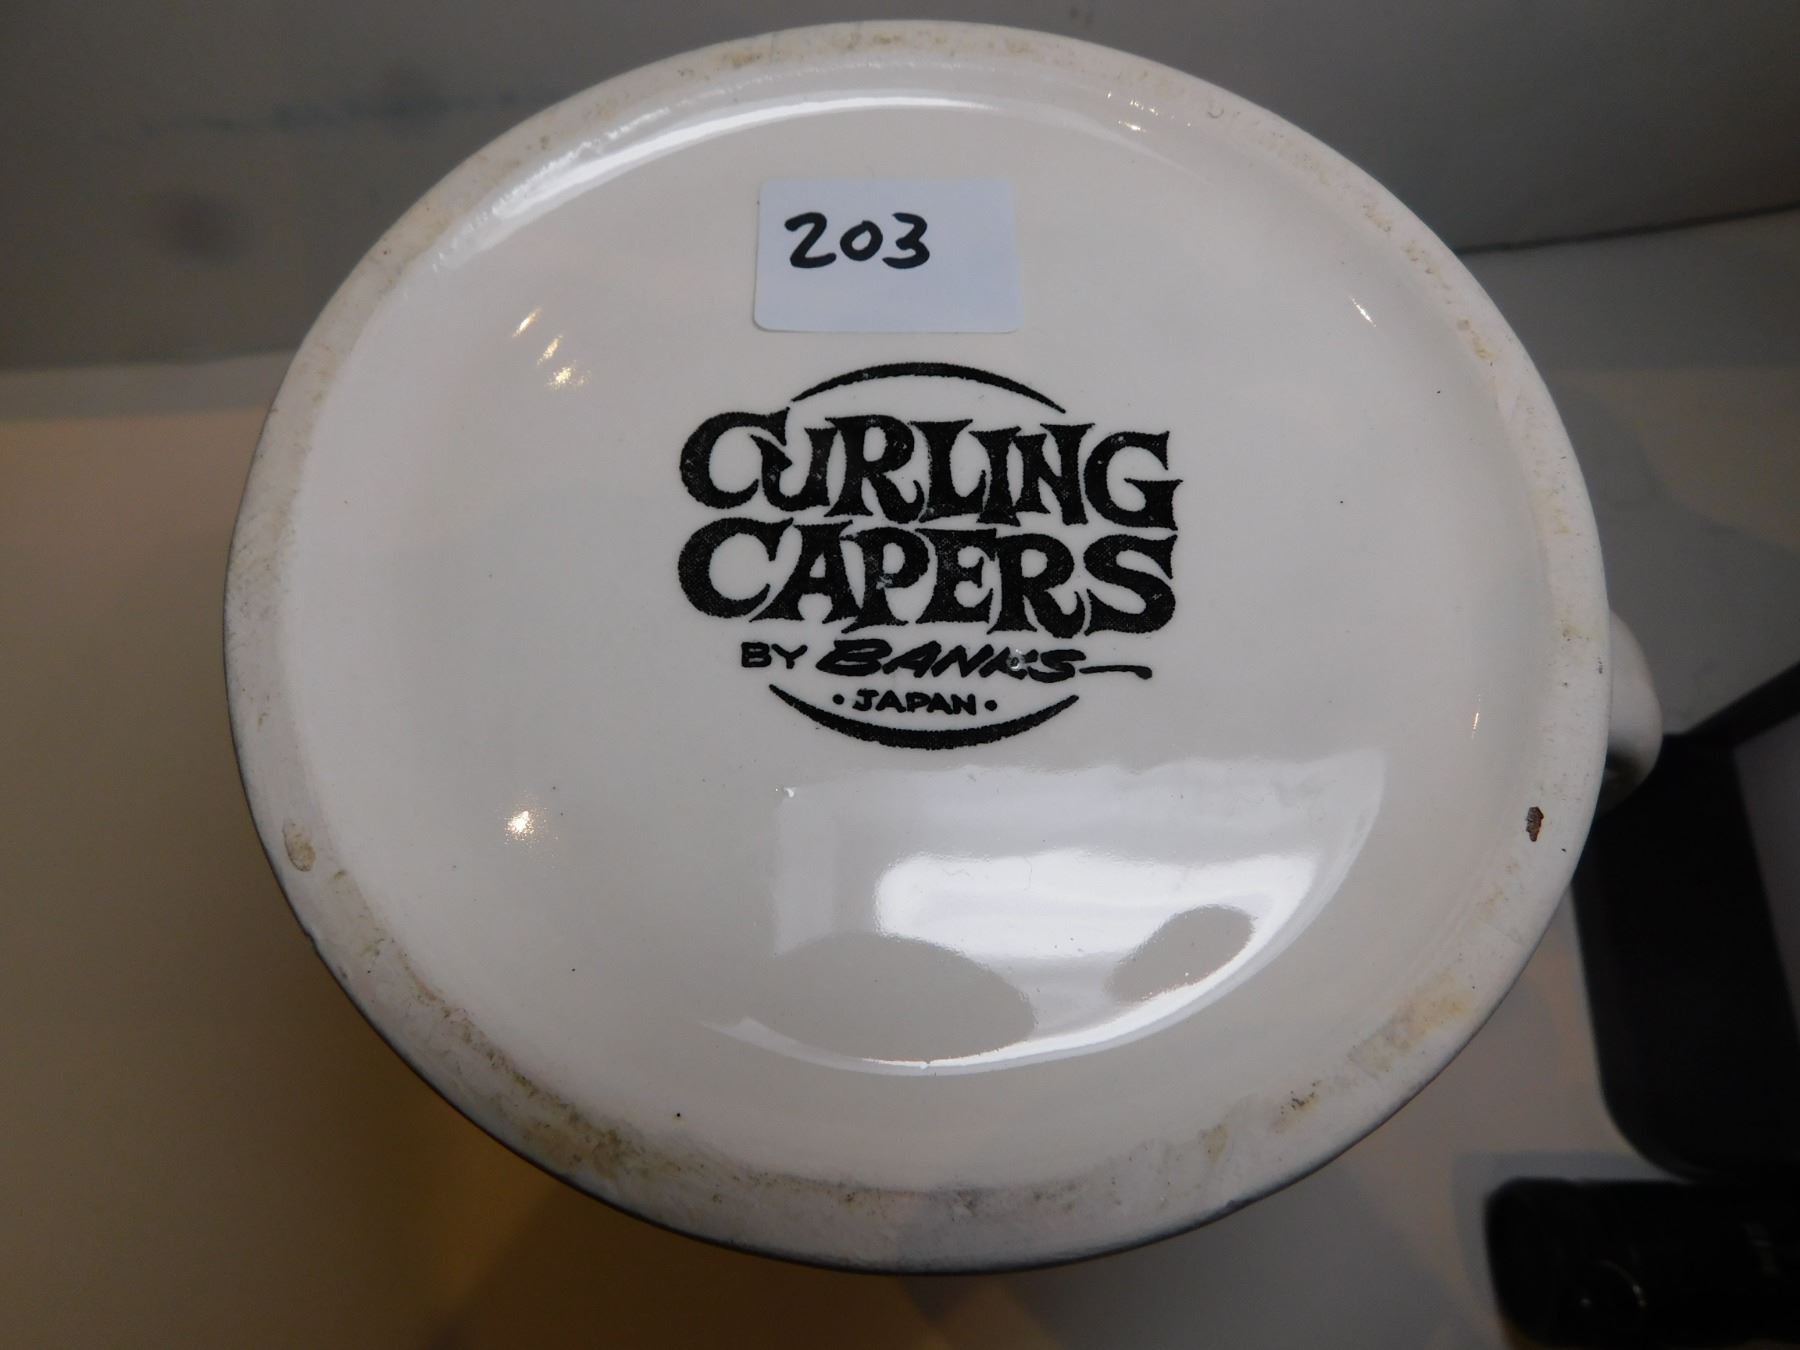 203
CURLING
CAPERS
BY BANKS
• JAPAN •